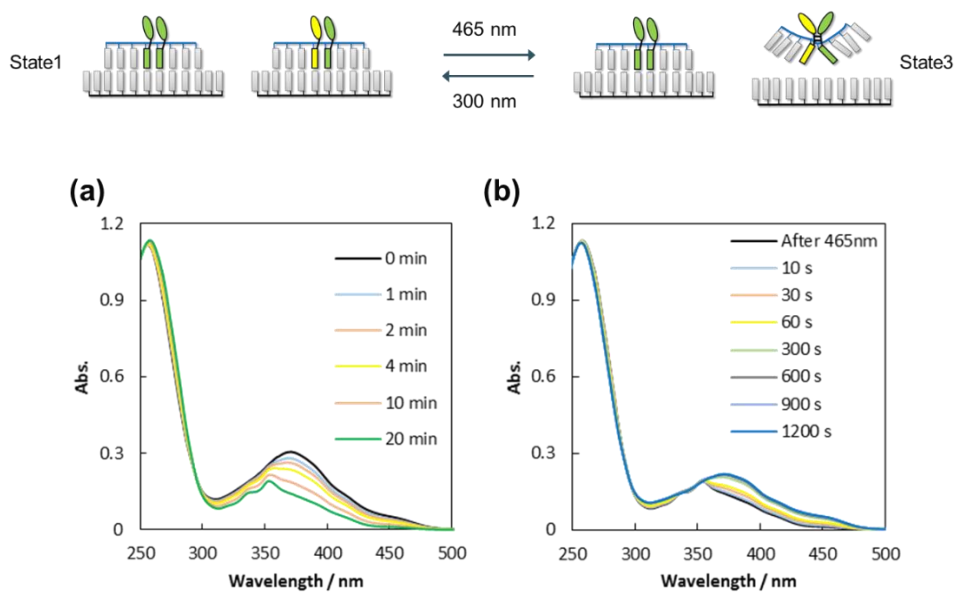 State1
465 nm
300 nm
State3
(a)
(b)
1.2
0.9
0.6
0.3
0
Abs.
0 min
1 min
2 min
4 min
10 min
20 min
250
300
350
400
450
500
Wavelength / nm
1.2
0.9
0.6
0.3
0
Abs.
After 465nm
10 s
30 s
60 s
300 s
600 s
900 s
1200 s
250
300
350
400
450
500
Wavelength / nm